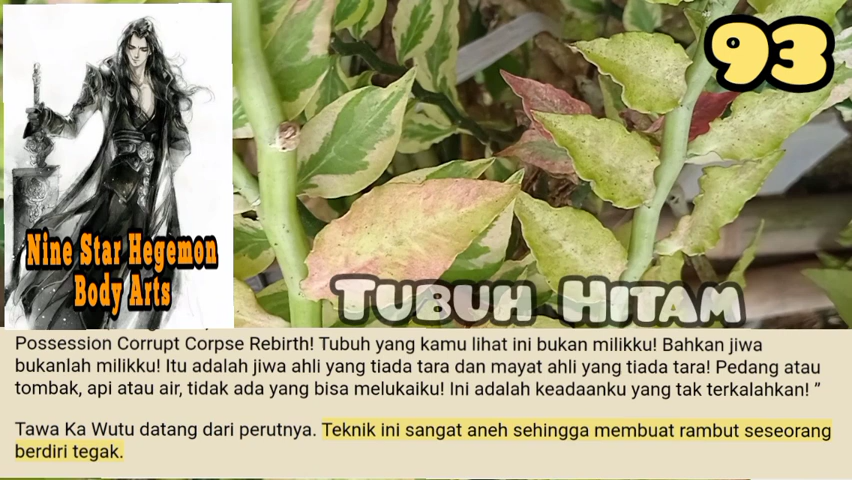 93
Nine Star Hegemon
Body Arts
TUBUH HITAM
Possession Corrupt Corpse Rebirth! Tubuh yang kamu lihat ini bukan milikku! Bahkan jiwa
bukanlah milikku! Itu adalah jiwa ahli yang tiada tara dan mayat ahli yang tiada tara! Pedang atau
tombak, api atau air, tidak ada yang bisa melukaiku! Ini adalah keadaanku yang tak terkalahkan! ”
Tawa Ka Wutu datang dari perutnya. Teknik ini sangat aneh sehingga membuat rambut seseorang
berdiri tegak.